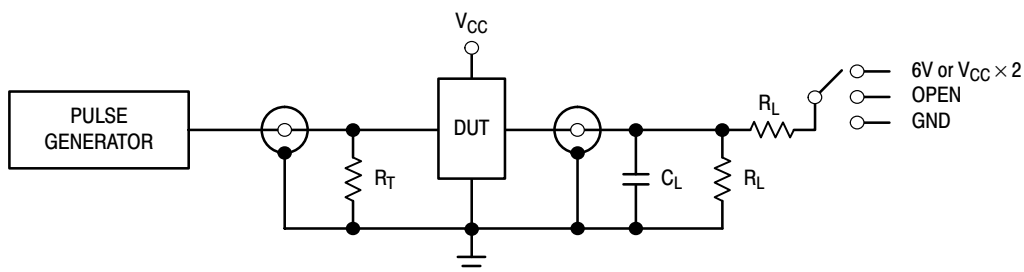 V_CC
6V or V_CC × 2
OPEN
GND
PULSE
GENERATOR
DUT
R_L
R_T
C_L
R_L